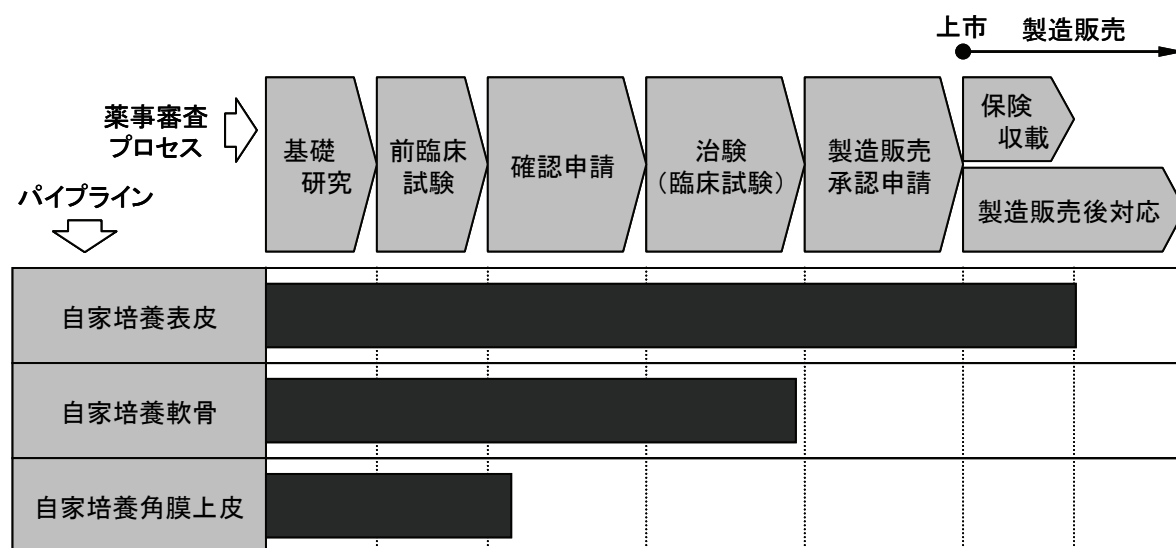 上市 製造販売
薬事審査
プロセス
パイプライン
基礎
研究
前臨床
試験
確認申請
治験
（臨床試験）
製造販売
承認申請
保険
収載
製造販売後対応
自家培養表皮
自家培養軟骨
自家培養角膜上皮